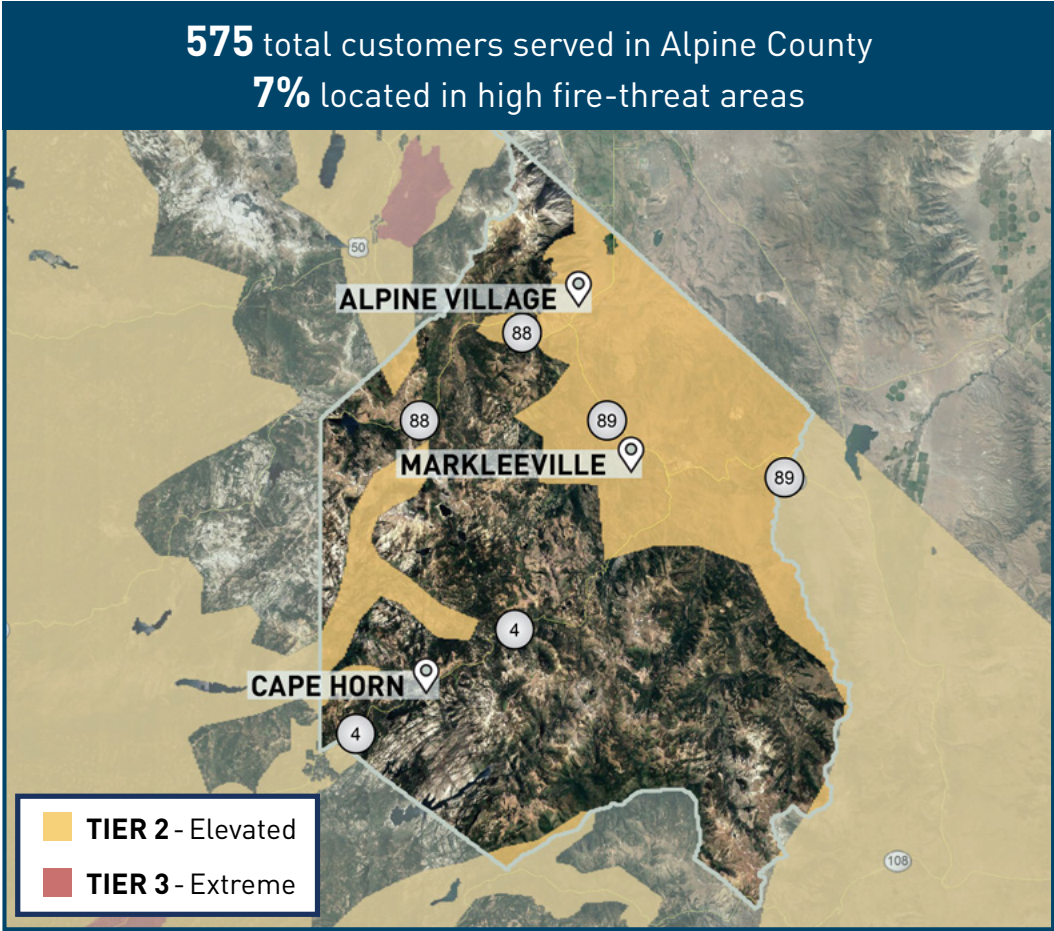 575 total customers served in Alpine County
7% located in high fire-threat areas
50
ALPINE VILLAGE
88
88
89
MARKLEEVILLE
89
4
CAPE HORN
4
TIER 2 - Elevated
TIER 3 - Extreme
108